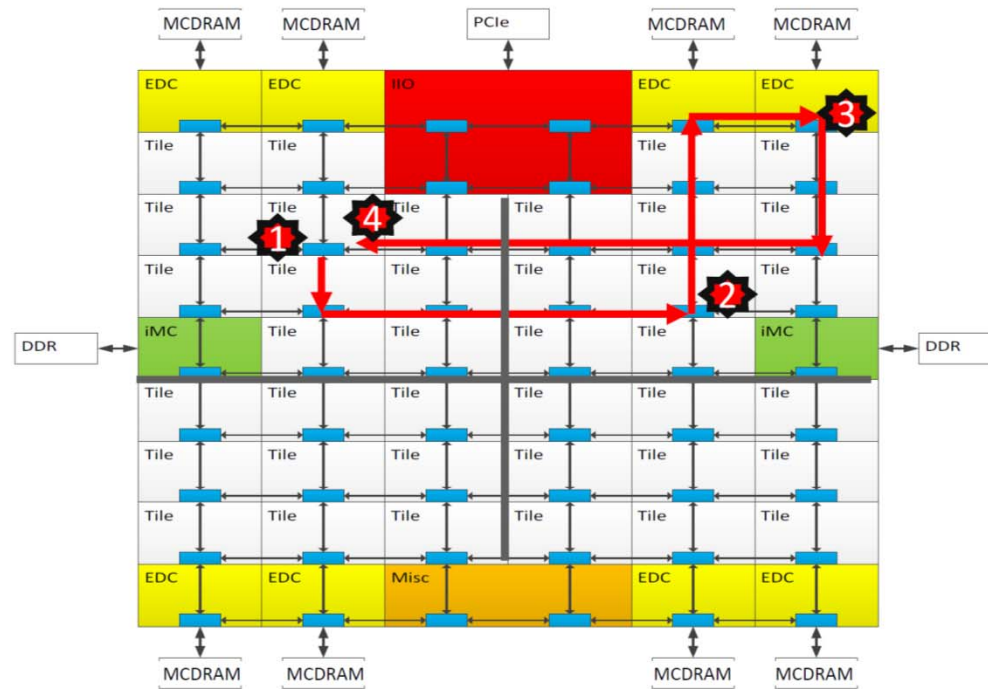 MCDRAM MCDRAM PCIe MCDRAM MCDRAM
EDC EDC IIO EDC EDC
3
Tile Tile Tile Tile
Tile Tile Tile Tile Tile Tile
1 4
Tile Tile Tile Tile Tile Tile
2
DDR iMC Tile Tile Tile Tile iMC DDR
Tile Tile Tile Tile Tile Tile
Tile Tile Tile Tile Tile Tile
Tile Tile Tile Tile Tile Tile
EDC EDC Misc EDC EDC
MCDRAM MCDRAM MCDRAM MCDRAM